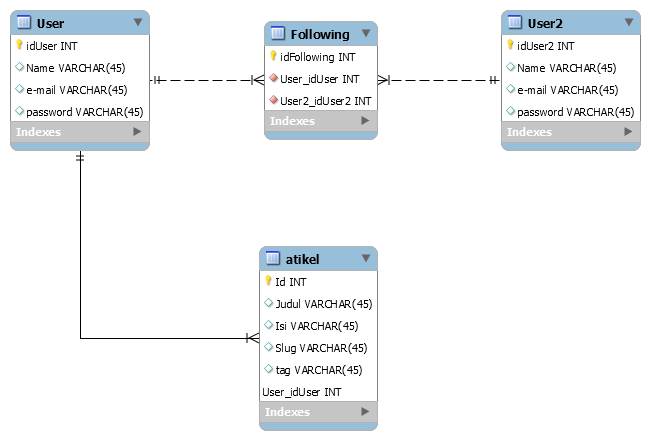 User
idUser INT
Name VARCHAR(45)
e-mail VARCHAR(45)
password VARCHAR(45)
Indexes
Following
idFollowing INT
User_idUser INT
User2_idUser2 INT
Indexes
User2
idUser2 INT
Name VARCHAR(45)
e-mail VARCHAR(45)
password VARCHAR(45)
Indexes
atikel
Id INT
Judul VARCHAR(45)
Isi VARCHAR(45)
Slug VARCHAR(45)
tag VARCHAR(45)
User_idUser INT
Indexes